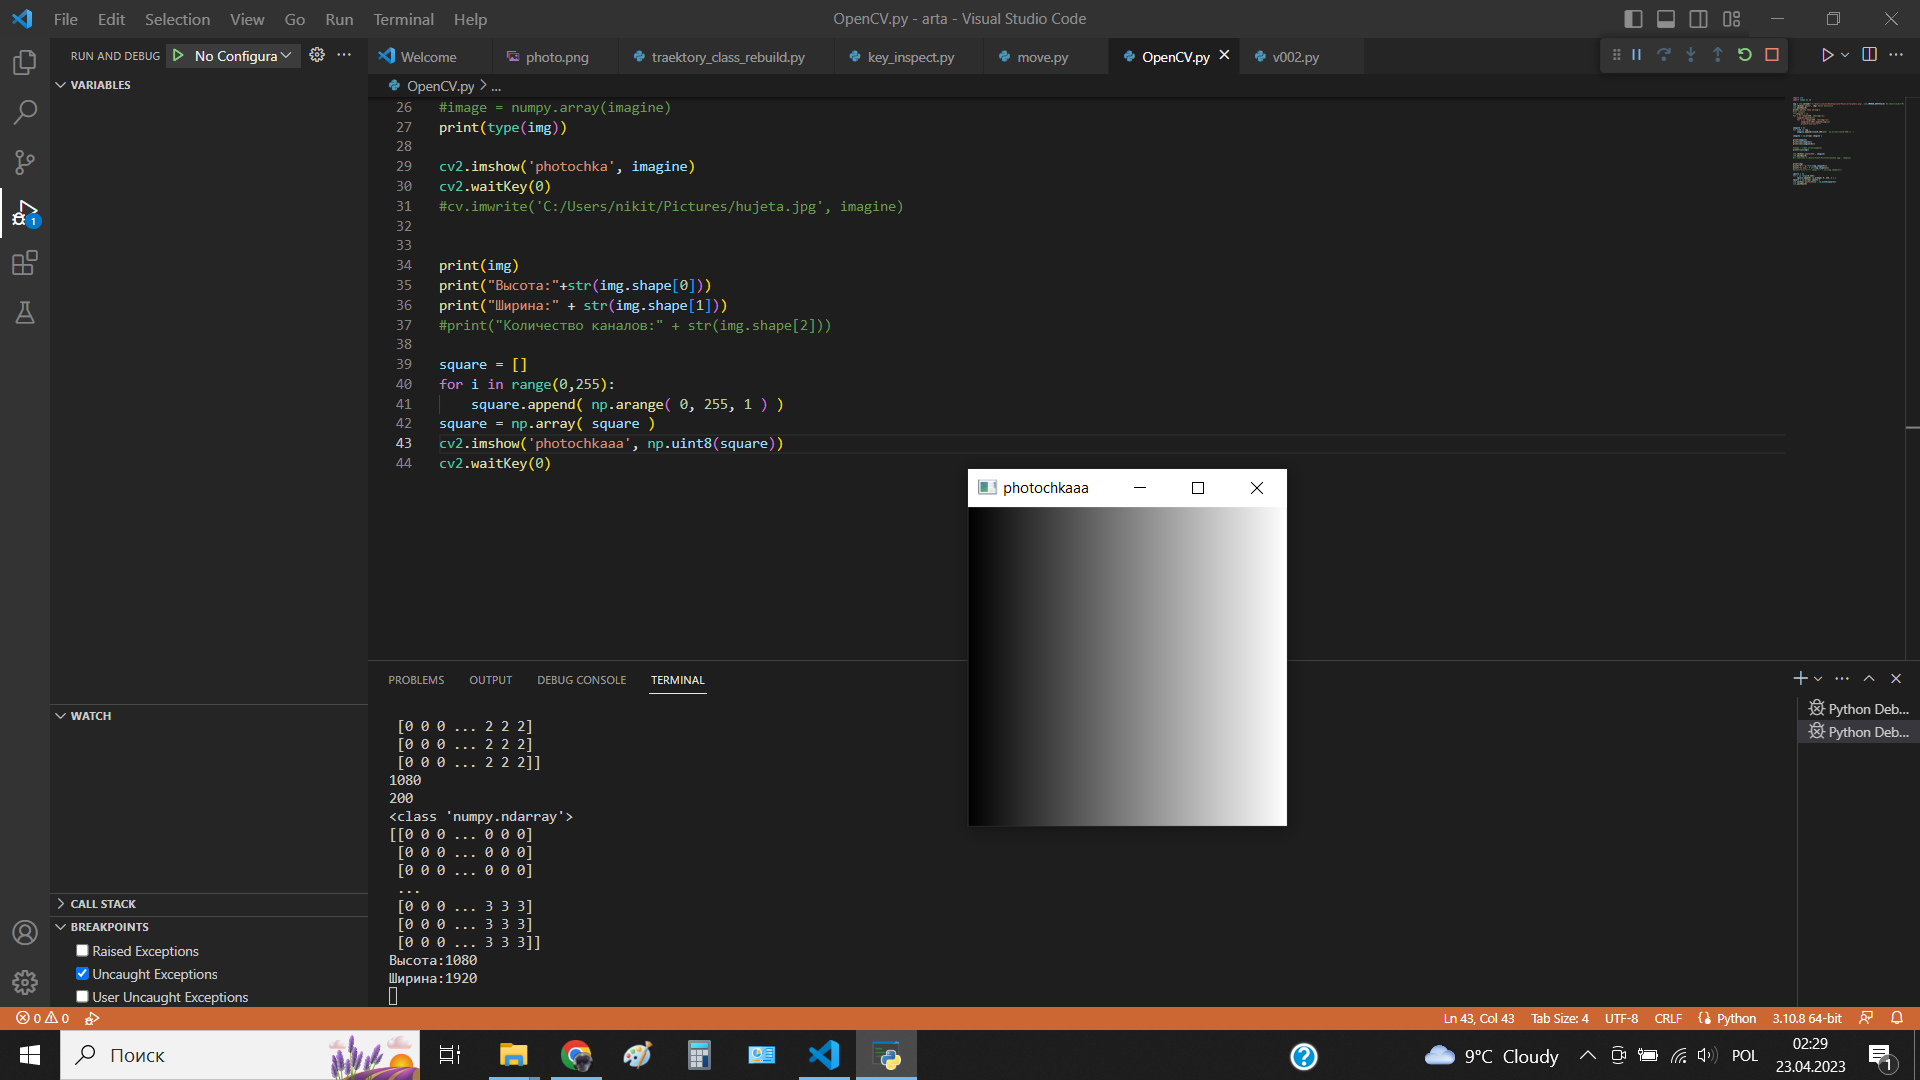 File Edit Selection View Go Run Terminal Help
OpenCV.py - arta - Visual Studio Code
RUN AND DEBUG No Configura
Welcome photo.png traektory_class_rebuild.py key_inspect.py move.py OpenCV.py v002.py
VARIABLES
OpenCV.py > ...
26 #image = numpy.array(imagine)
27 print(type(img))
28
29 cv2.imshow('photochka', imagine)
30 cv2.waitKey(0)
31 #cv.imwrite('C:/Users/nikit/Pictures/hujeta.jpg', imagine)
32
33
34 print(img)
35 print("Высота:"+str(img.shape[0]))
36 print("Ширина:" + str(img.shape[1]))
37 #print("Количество каналов:" + str(img.shape[2]))
38
39 square = []
40 for i in range(0,255):
41 square.append( np.arange( 0, 255, 1 ) )
42 square = np.array( square )
43 cv2.imshow('photochkaaa', np.uint8(square))
44 cv2.waitKey(0)
photochkaaa
PROBLEMS OUTPUT DEBUG CONSOLE TERMINAL
Python Deb...
Python Deb...
[0 0 0 ... 2 2 2]
[0 0 0 ... 2 2 2]
[0 0 0 ... 2 2 2]]
1080
200
<class 'numpy.ndarray'>
[[0 0 0 ... 0 0 0]
[0 0 0 ... 0 0 0]
[0 0 0 ... 0 0 0]
...
[0 0 0 ... 3 3 3]
[0 0 0 ... 3 3 3]
[0 0 0 ... 3 3 3]]
Высота:1080
Ширина:1920
WATCH
CALL STACK
BREAKPOINTS
Raised Exceptions
Uncaught Exceptions
User Uncaught Exceptions
1
0 0
Ln 43, Col 43 Tab Size: 4 UTF-8 CRLF Python 3.10.8 64-bit
Поиск
9°C Cloudy
POL
02:29
23.04.2023
1